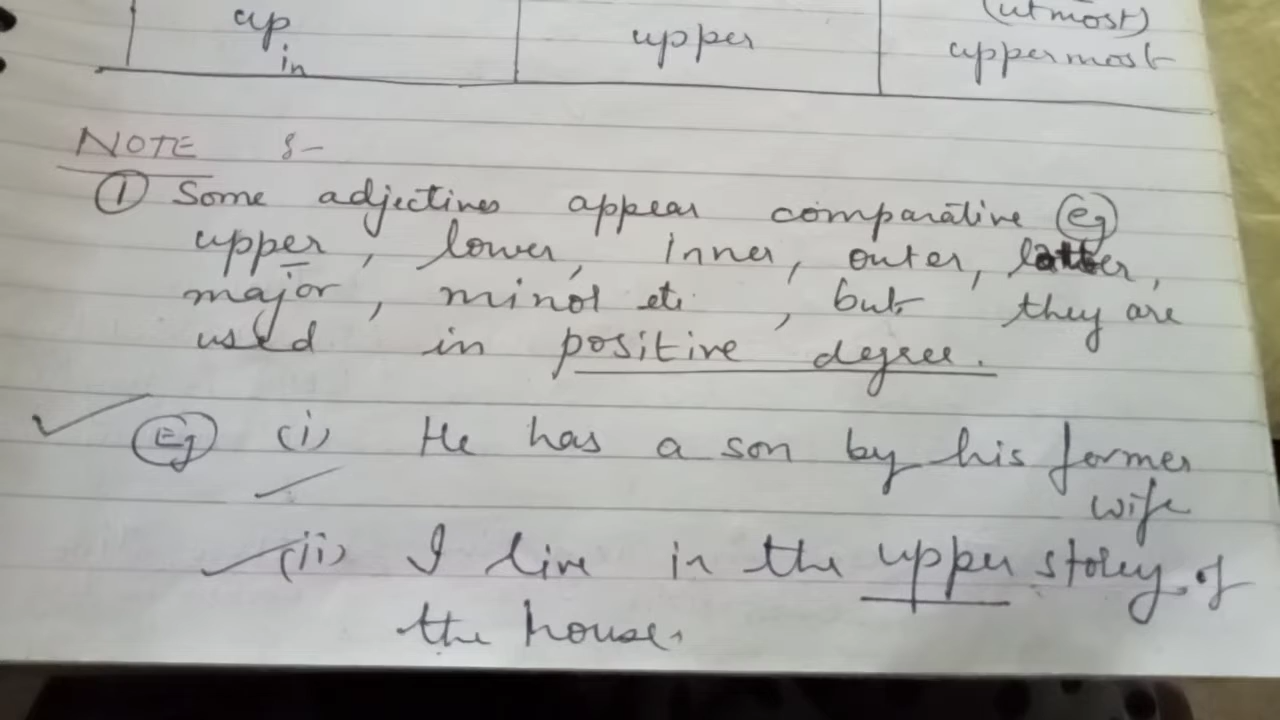 up upper (utmost)
in uppermost
NOTE :-
① Some adjectives appear comparative (eg)
upper, lower, inner, outer, latter,
major, minor etc, but they are
used in positive degree.
(Eg) (i) He has a son by his former
wife
(ii) I live in the upper storey of
the house.